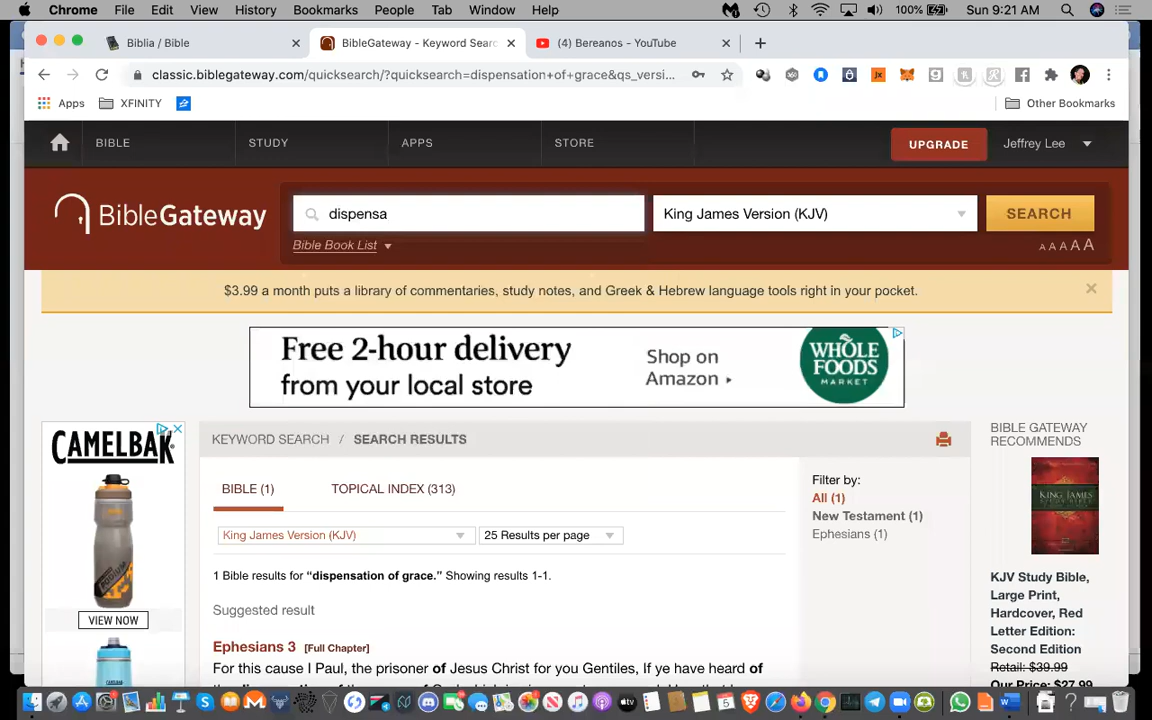 Chrome File Edit View History Bookmarks People Tab Window Help 100% Sun 9:21 AM
Biblia / Bible
BibleGateway - Keyword Searc
(4) Bereanos - YouTube
classic.biblegateway.com/quicksearch/?quicksearch=dispensation+of+grace&qs_versi...
Apps XFINITY Other Bookmarks
BIBLE STUDY APPS STORE UPGRADE Jeffrey Lee
BibleGateway dispensa King James Version (KJV) SEARCH
Bible Book List A A A A A
$3.99 a month puts a library of commentaries, study notes, and Greek & Hebrew language tools right in your pocket.
Free 2-hour delivery
from your local store
Shop on
Amazon
WHOLE
FOODS
MARKET
CAMELBAK
PODIUM
VIEW NOW
KEYWORD SEARCH / SEARCH RESULTS
BIBLE (1) TOPICAL INDEX (313)
King James Version (KJV) 25 Results per page
1 Bible results for “dispensation of grace.” Showing results 1-1.
Suggested result
Ephesians 3 [Full Chapter]
For this cause I Paul, the prisoner of Jesus Christ for you Gentiles, If ye have heard of
Filter by:
All (1)
New Testament (1)
Ephesians (1)
BIBLE GATEWAY
RECOMMENDS
KING JAMES
KJV Study Bible,
Large Print,
Hardcover, Red
Letter Edition:
Second Edition
Retail: $39.99
Our Price: $27.99